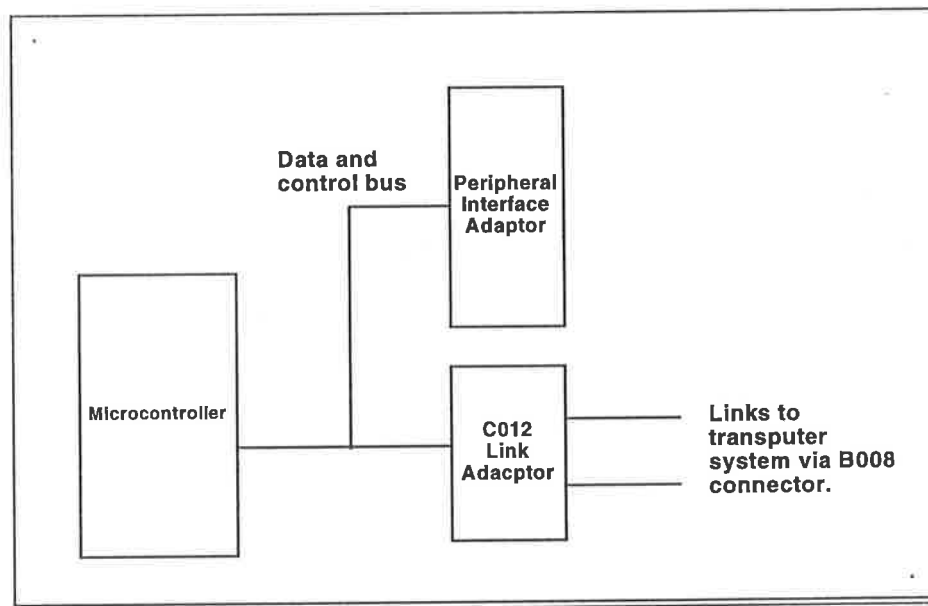 Data and
control bus
Peripheral
Interface
Adaptor
Microcontroller
C012
Link
Adacptor
Links to
transputer
system via B008
connector.